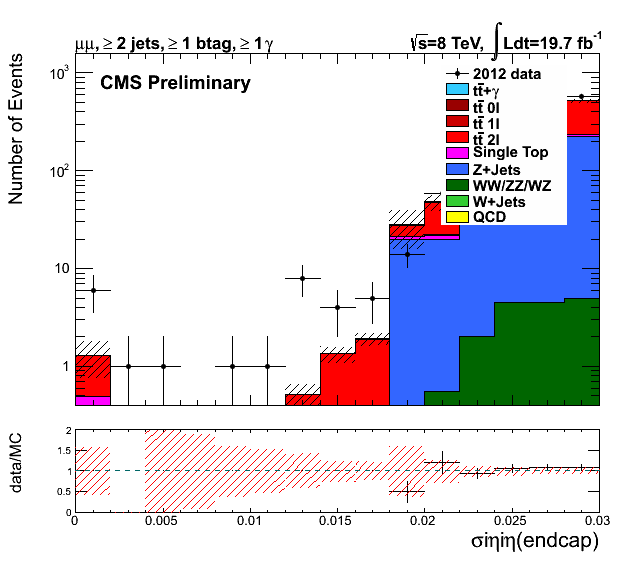 μμ, ≥ 2 jets, ≥ 1 btag, ≥ 1 γ
√s=8 TeV, ∫Ldt=19.7 fb⁻¹
CMS Preliminary
Number of Events
10³
10²
10
1
2012 data
tt̄+γ
tt̄ 0l
tt̄ 1l
tt̄ 2l
Single Top
Z+Jets
WW/ZZ/WZ
W+Jets
QCD
data/MC
2
1.5
1
0.5
0
0 0.005 0.01 0.015 0.02 0.025 0.03
σiηiη(endcap)